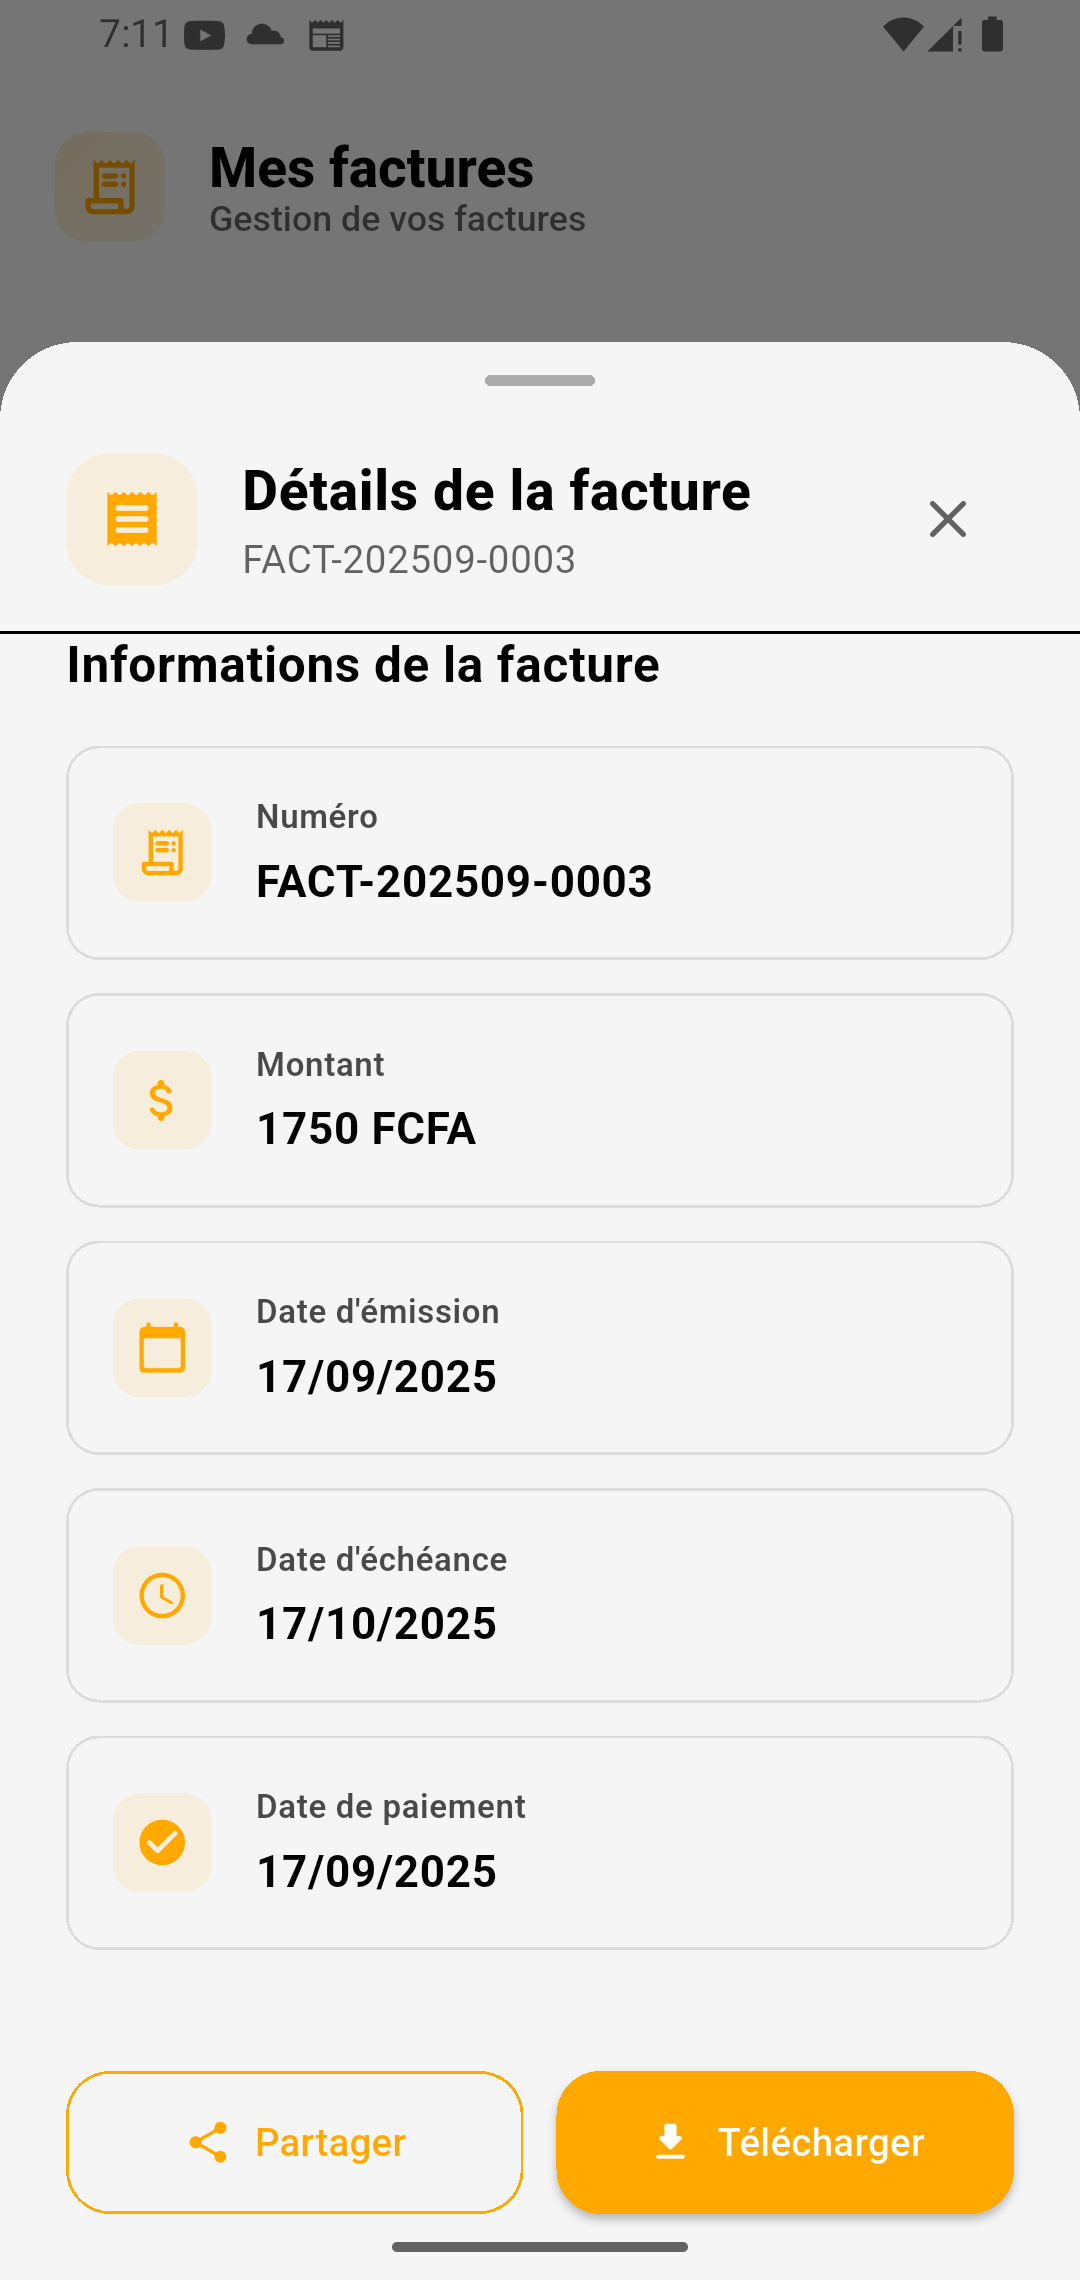 7:11
Mes factures
Gestion de vos factures
Détails de la facture
FACT-202509-0003
Informations de la facture
Numéro
FACT-202509-0003
Montant
1750 FCFA
Date d'émission
17/09/2025
Date d'échéance
17/10/2025
Date de paiement
17/09/2025
Partager
Télécharger